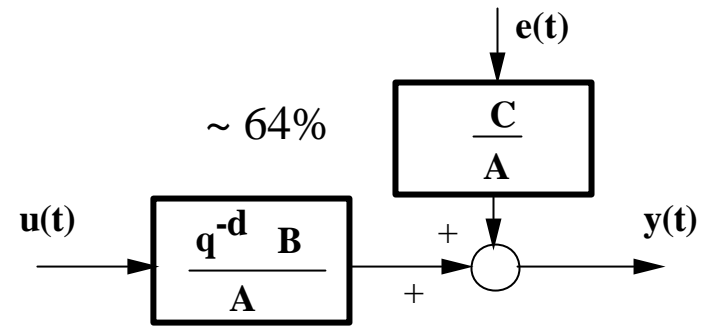 e(t)
C
A
~ 64%
u(t)
q^-d B
A
+
+
y(t)